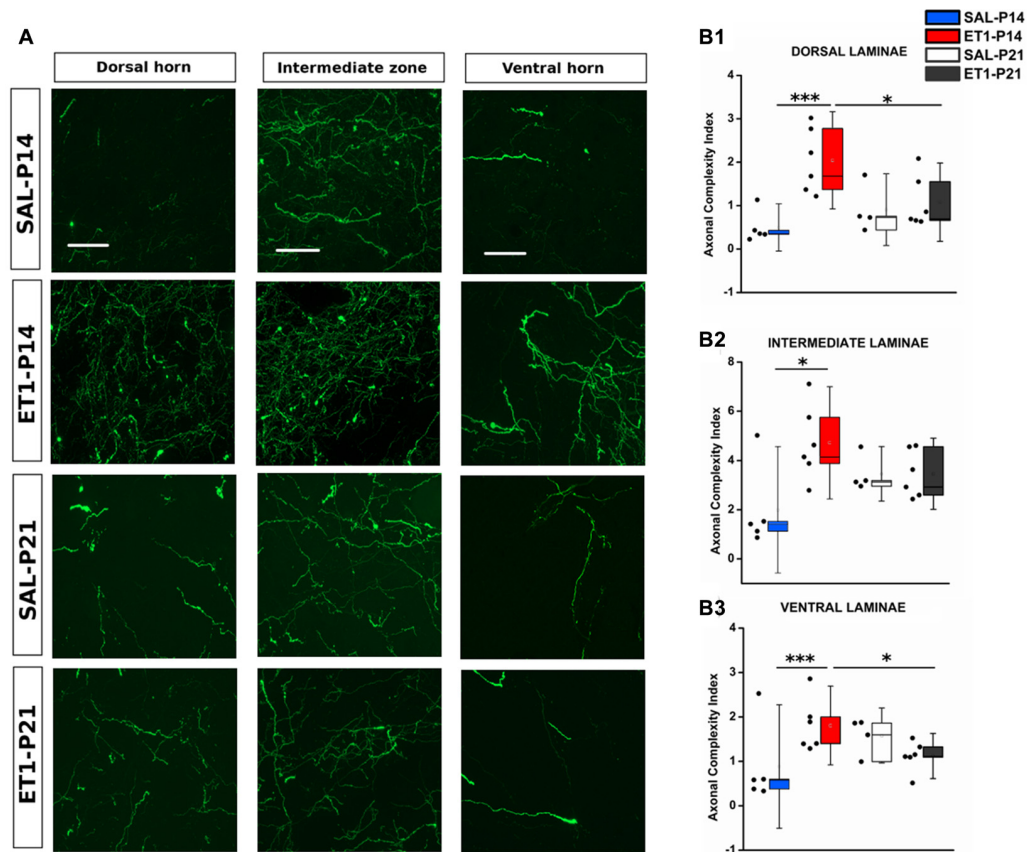 A
Dorsal horn
Intermediate zone
Ventral horn
SAL-P14
ET1-P14
SAL-P21
ET1-P21
SAL-P14
ET1-P14
SAL-P21
ET1-P21
B1
DORSAL LAMINAE
Axonal Complexity Index
4
3
2
1
0
-1
***
*
B2
INTERMEDIATE LAMINAE
Axonal Complexity Index
8
6
4
2
0
*
B3
VENTRAL LAMINAE
Axonal Complexity Index
4
3
2
1
0
-1
***
*